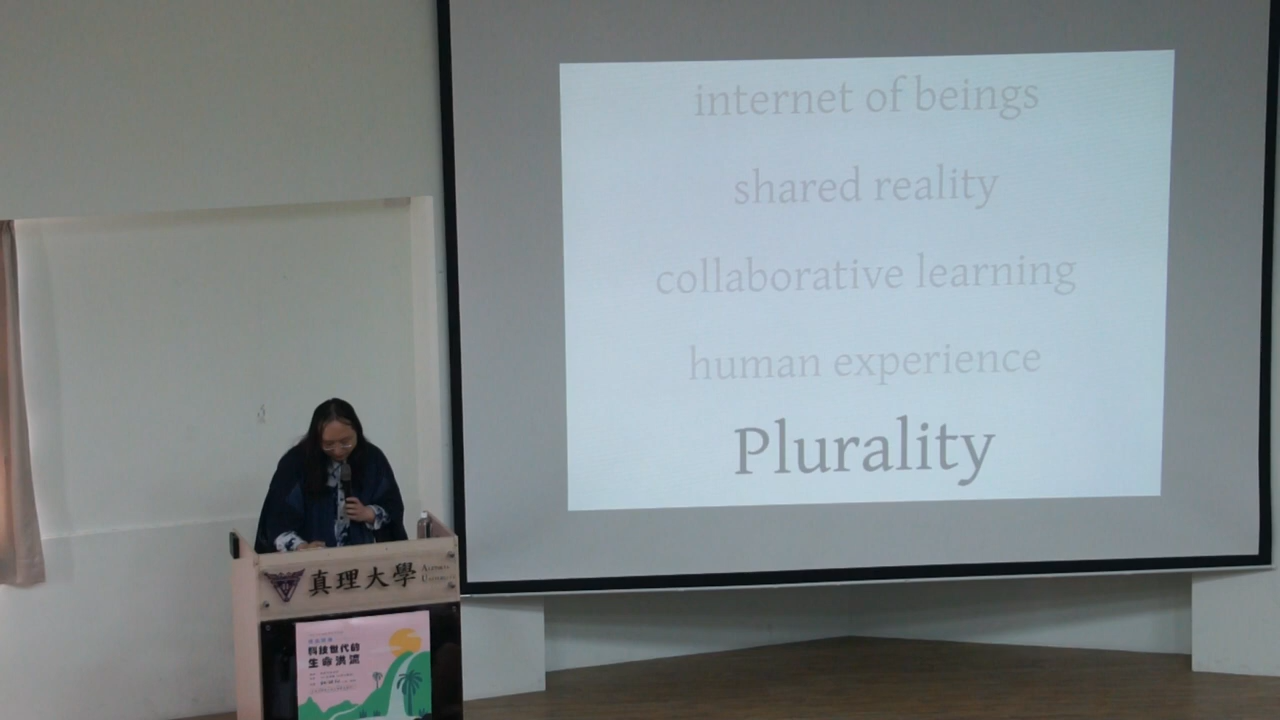 internet of beings
shared reality
collaborative learning
human experience
Plurality
真理大學
科技世代的
生命洪流